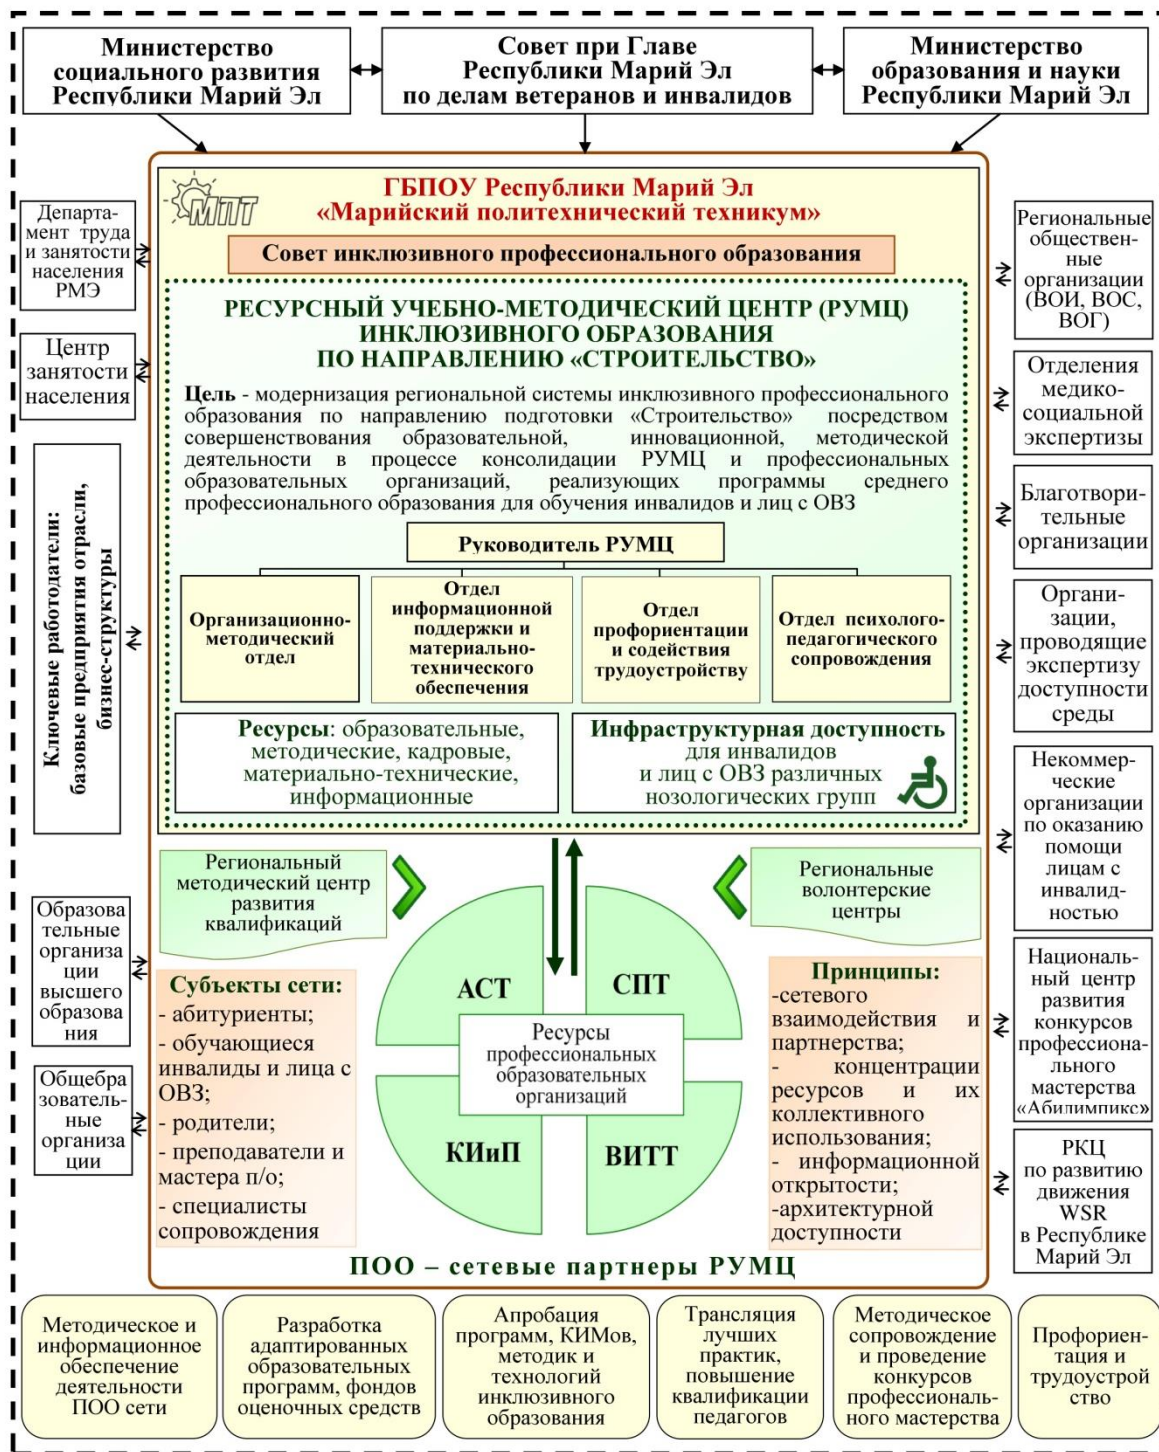 Министерство
социального развития
Республики Марий Эл
Совет при Главе
Республики Марий Эл
по делам ветеранов и инвалидов
Министерство
образования и науки
Республики Марий Эл
МПТ
ГБПОУ Республики Марий Эл
«Марийский политехнический техникум»
Совет инклюзивного профессионального образования
РЕСУРСНЫЙ УЧЕБНО-МЕТОДИЧЕСКИЙ ЦЕНТР (РУМЦ)
ИНКЛЮЗИВНОГО ОБРАЗОВАНИЯ
ПО НАПРАВЛЕНИЮ «СТРОИТЕЛЬСТВО»
Цель - модернизация региональной системы инклюзивного профессионального
образования по направлению подготовки «Строительство» посредством
совершенствования образовательной, инновационной, методической
деятельности в процессе консолидации РУМЦ и профессиональных
образовательных организаций, реализующих программы среднего
профессионального образования для обучения инвалидов и лиц с ОВЗ
Руководитель РУМЦ
Организационно-
методический
отдел
Отдел
информационной
поддержки и
материально-
технического
обеспечения
Отдел
профориентации
и содействия
трудоустройству
Отдел психолого-
педагогического
сопровождения
Ресурсы: образовательные,
методические, кадровые,
материально-технические,
информационные
Инфраструктурная доступность
для инвалидов
и лиц с ОВЗ различных
нозологических групп
Департа-
мент труда
и занятости
населения
РМЭ
Центр
занятости
населения
Ключевые работодатели:
базовые предприятия отрасли,
бизнес-структуры
Образова
тельные
организа
ции
высшего
образова
ния
Общебра
зователь-
ные
организа
ции
Региональные
обществен-
ные
организации
(ВОИ, ВОС,
ВОГ)
Отделения
медико-
социальной
экспертизы
Благотвори-
тельные
организации
Органи-
зации,
проводящие
экспертизу
доступности
среды
Некоммер-
ческие
организации
по оказанию
помощи
лицам с
инвалид-
ностью
Националь-
ный центр
развития
конкурсов
профессиона-
льного
мастерства
«Абилимпикс»
РКЦ
по развитию
движения
WSR
в Республике
Марий Эл
Региональный
методический центр
развития
квалификаций
Региональные
волонтерские
центры
Субъекты сети:
- абитуриенты;
- обучающиеся
инвалиды и лица с
ОВЗ;
- родители;
- преподаватели и
мастера п/о;
- специалисты
сопровождения
АСТ
СПТ
Ресурсы
профессиональных
образовательных
организаций
КИиП
ВИТТ
Принципы:
-сетевого
взаимодействия и
партнерства;
- концентрации
ресурсов и их
коллективного
использования;
- информационной
открытости;
-архитектурной
доступности
ПОО – сетевые партнеры РУМЦ
Методическое и
информационное
обеспечение
деятельности
ПОО сети
Разработка
адаптированных
образовательных
программ, фондов
оценочных средств
Апробация
программ, КИМов,
методик и
технологий
инклюзивного
образования
Трансляция
лучших
практик,
повышение
квалификации
педагогов
Методическое
сопровождение
и проведение
конкурсов
профессиональ-
ного мастерства
Профориен-
тация и
трудоустрой
ство